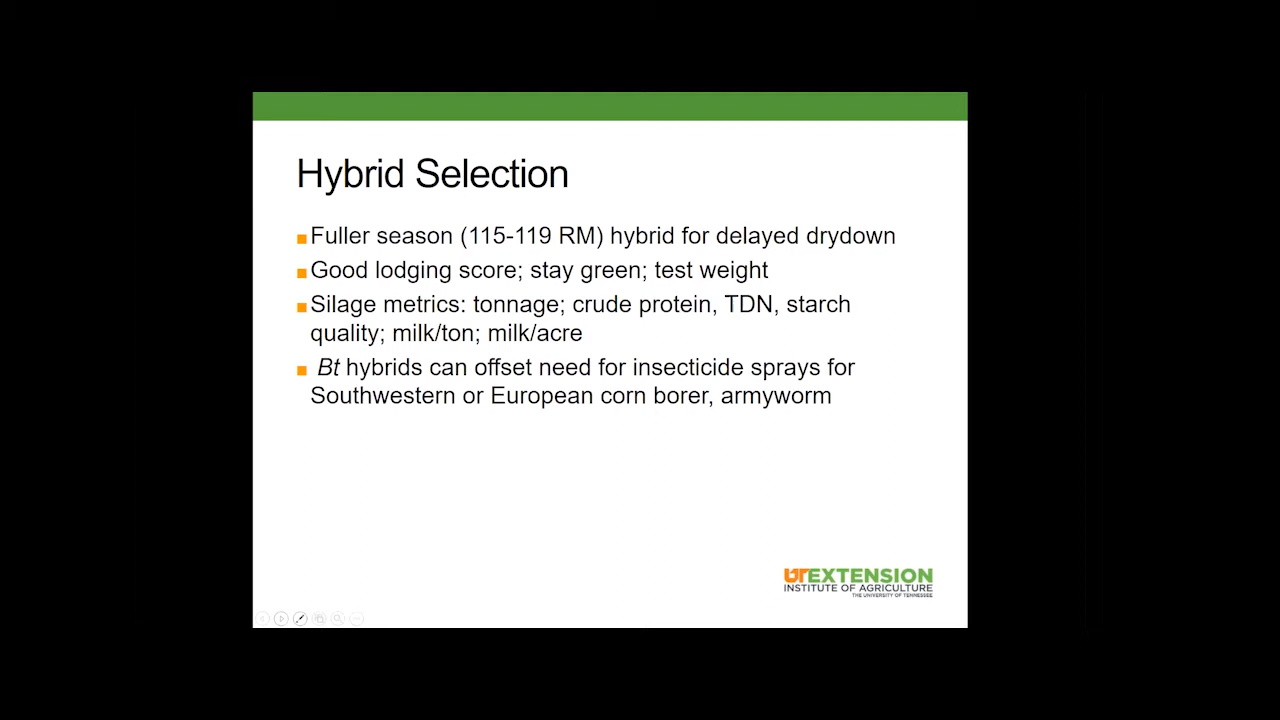 Hybrid Selection
Fuller season (115-119 RM) hybrid for delayed drydown
Good lodging score; stay green; test weight
Silage metrics: tonnage; crude protein, TDN, starch
quality; milk/ton; milk/acre
Bt hybrids can offset need for insecticide sprays for
Southwestern or European corn borer, armyworm
UT EXTENSION
INSTITUTE OF AGRICULTURE
THE UNIVERSITY OF TENNESSEE